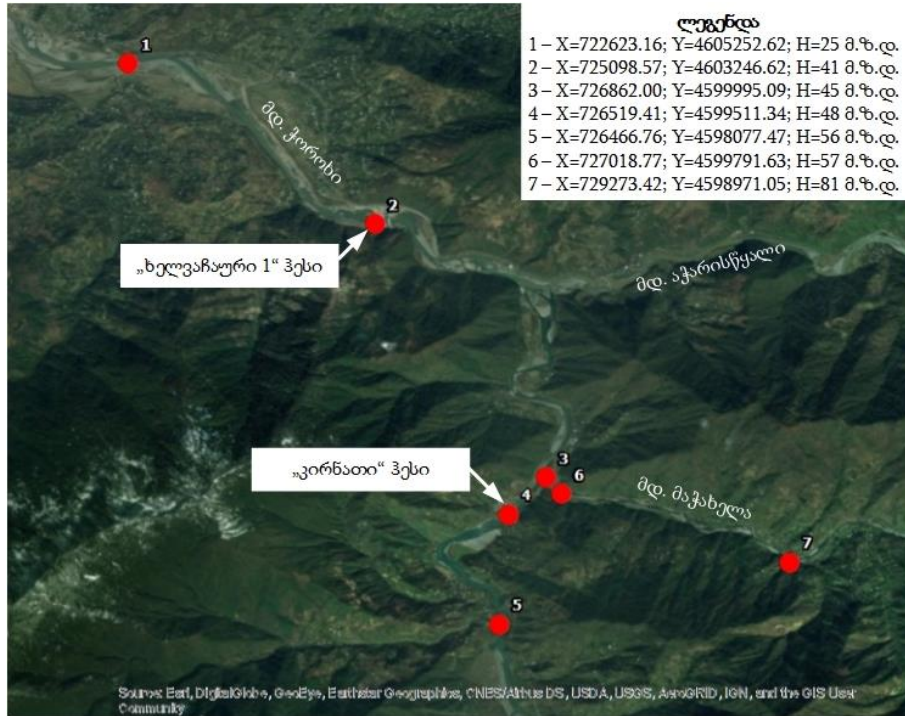 ლეგენდა
1 – X=722623.16; Y=4605252.62; H=25 მ.ზ.დ.
2 – X=725098.57; Y=4603246.62; H=41 მ.ზ.დ.
3 – X=726862.00; Y=4599995.09; H=45 მ.ზ.დ.
4 – X=726519.41; Y=4599511.34; H=48 მ.ზ.დ.
5 – X=726466.76; Y=4598077.47; H=56 მ.ზ.დ.
6 – X=727018.77; Y=4599791.63; H=57 მ.ზ.დ.
7 – X=729273.42; Y=4598971.05; H=81 მ.ზ.დ.
1
მდ. ჭოროხი
2
„ხელვაჩაური 1“ ჰესი
მდ. აჭარისწყალი
„კირნათი“ ჰესი
3
4
6
მდ. მაჭახელა
7
5
Source: Esri, DigitalGlobe, GeoEye, Earthstar Geographics, CNES/Airbus DS, USDA, USGS, AeroGRID, IGN, and the GIS User
Community